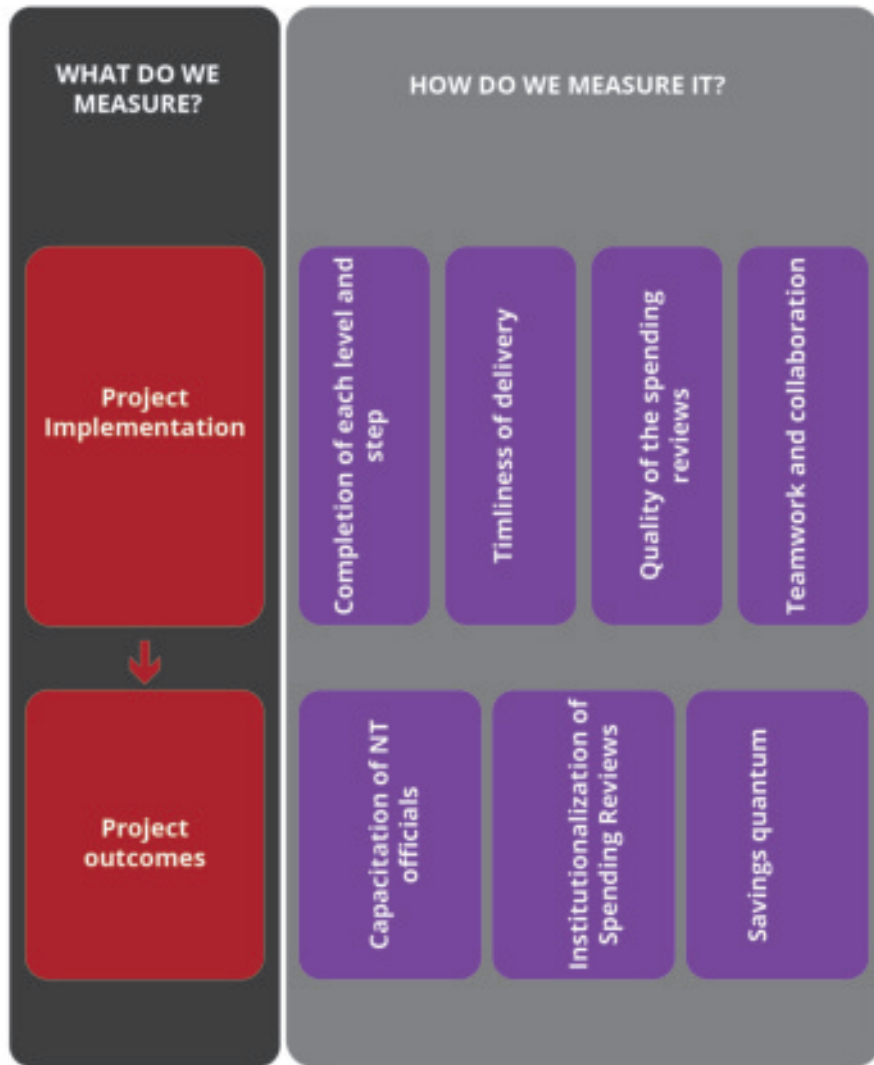 WHAT DO WE
MEASURE?
HOW DO WE MEASURE IT?
Project
Implementation
Completion of each level and
step
Timliness of delivery
Quality of the spending
reviews
Teamwork and collaboration
Project
outcomes
Capacitation of NT
officials
Institutionalization of
Spending Reviews
Savings quantum